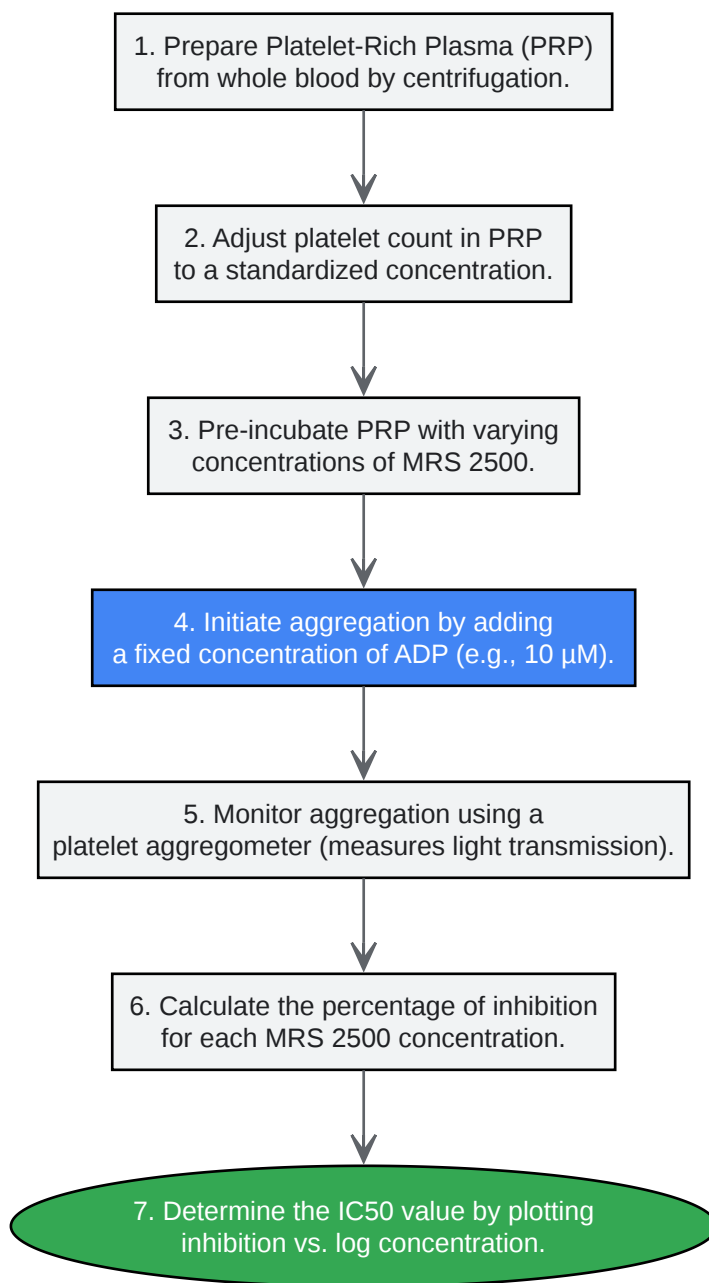 1. Prepare Platelet-Rich Plasma (PRP)
from whole blood by centrifugation.
2. Adjust platelet count in PRP
to a standardized concentration.
3. Pre-incubate PRP with varying
concentrations of MRS 2500.
4. Initiate aggregation by adding
a fixed concentration of ADP (e.g., 10 µM).
5. Monitor aggregation using a
platelet aggregometer (measures light transmission).
6. Calculate the percentage of inhibition
for each MRS 2500 concentration.
7. Determine the IC50 value by plotting
inhibition vs. log concentration.